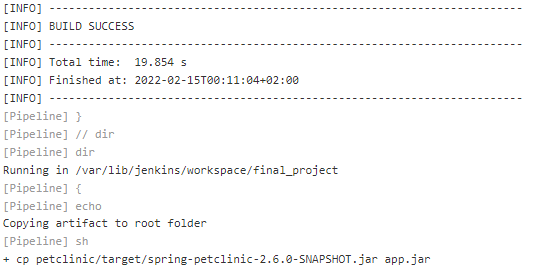 [INFO] ------------------------------------------------------------------------
[INFO] BUILD SUCCESS
[INFO] ------------------------------------------------------------------------
[INFO] Total time:  19.854 s
[INFO] Finished at: 2022-02-15T00:11:04+02:00
[INFO] ------------------------------------------------------------------------
[Pipeline] }
[Pipeline] // dir
[Pipeline] dir
Running in /var/lib/jenkins/workspace/final_project
[Pipeline] {
[Pipeline] echo
Copying artifact to root folder
[Pipeline] sh
+ cp petclinic/target/spring-petclinic-2.6.0-SNAPSHOT.jar app.jar